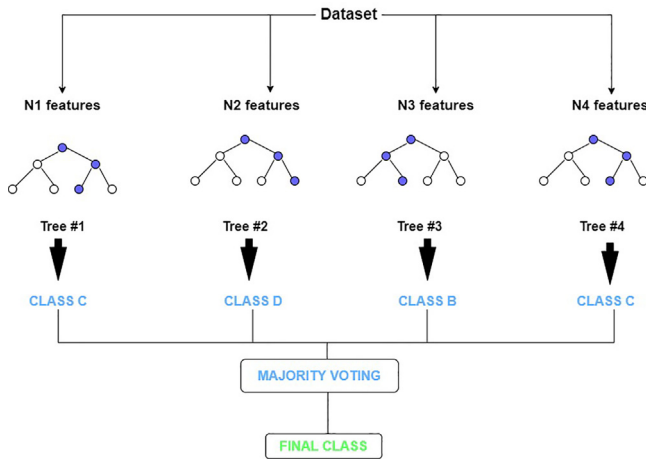 Dataset
N1 features
N2 features
N3 features
N4 features
Tree #1
Tree #2
Tree #3
Tree #4
CLASS C
CLASS D
CLASS B
CLASS C
MAJORITY VOTING
FINAL CLASS